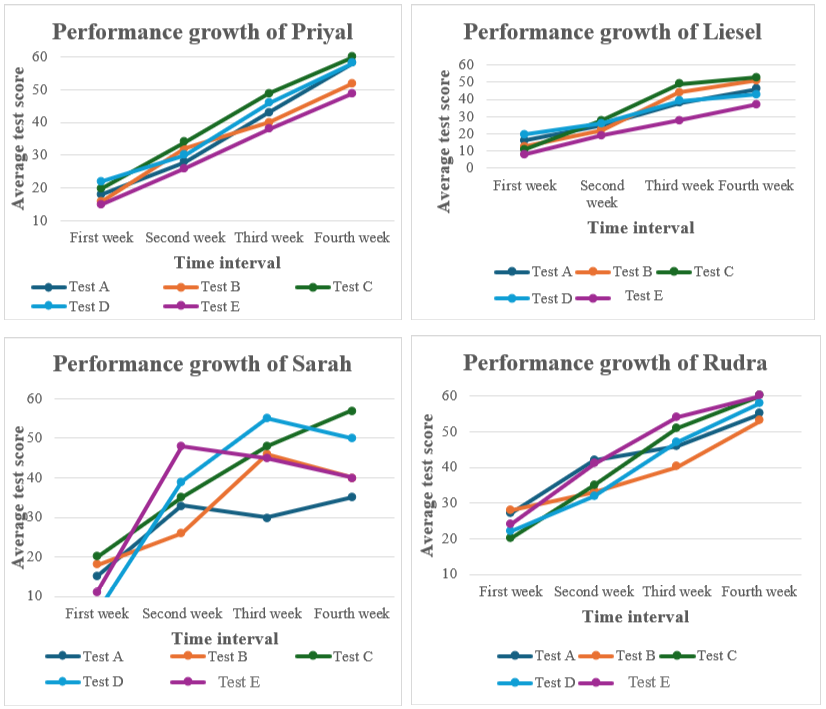 Performance growth of Priyal
60
50
40
30
20
10
Average test score
First week Second week Third week Fourth week
Time interval
Test A Test B Test C
Test D Test E
Performance growth of Liesel
60
50
40
30
20
10
0
Average test score
First week Second Third week Fourth week
week
Time interval
Test A Test B Test C
Test D Test E
Performance growth of Sarah
60
50
40
30
20
10
Average test score
First week Second week Third week Fourth week
Time interval
Test A Test B Test C
Test D Test E
Performance growth of Rudra
60
50
40
30
20
10
Average test score
First week Second week Third week Fourth week
Time interval
Test A Test B Test C
Test D Test E